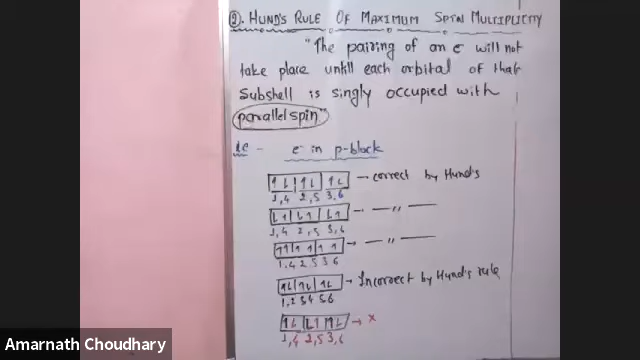 ②. HUND'S RULE OF MAXIMUM SPIN MULTIPLICITY
"The pairing of an e⁻ will not
take place untill each orbital of that
Subshell is singly occupied with
parallel spin"
ie - e⁻ in p-block
↑↓ ↑↓ ↑↓ → correct by Hund's
1,4 2,5 3,6
↓↑ ↓↑ ↓↑ → — " —
1,4 2,5 3,6
↑↑ ↑↑ ↑↑ → — " —
1,4 2 5 3 6
↑↓ ↑↓ ↑↓ → Incorrect by Hund's rule
1,2 3 4 5 6
↑↓ ↓↑ ↑↓ → ×
1,4 2,5 3,6
Amarnath Choudhary